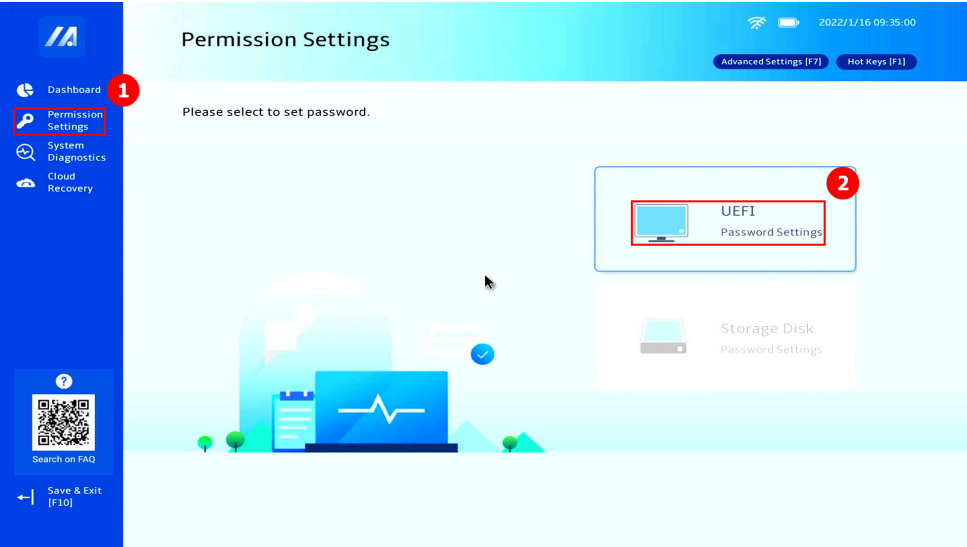 Permission Settings
2022/1/16 09:35:00
Advanced Settings [F7]
Hot Keys [F1]
Dashboard
1
Permission
Settings
System
Diagnostics
Cloud
Recovery
?
Search on FAQ
Save & Exit
[F10]
Please select to set password.
2
UEFI
Password Settings
Storage Disk
Password Settings